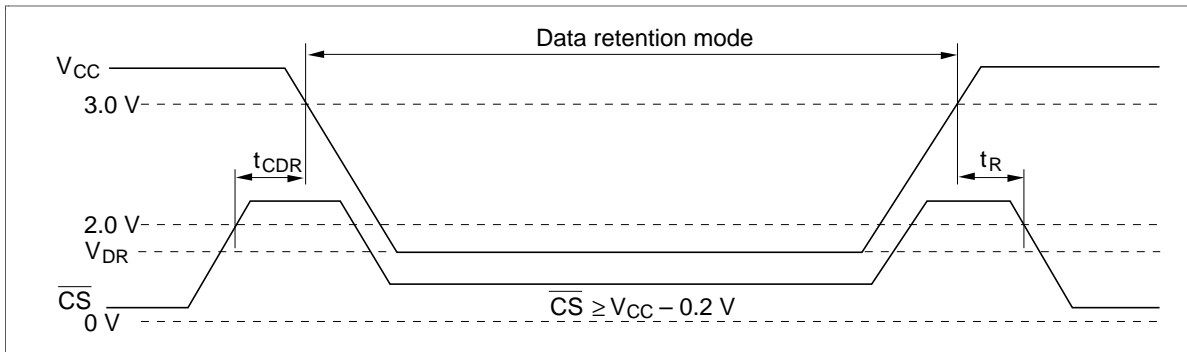 Data retention mode
VCC
3.0 V
tCDR
tR
2.0 V
VDR
CS
0 V
CS ≥ VCC – 0.2 V